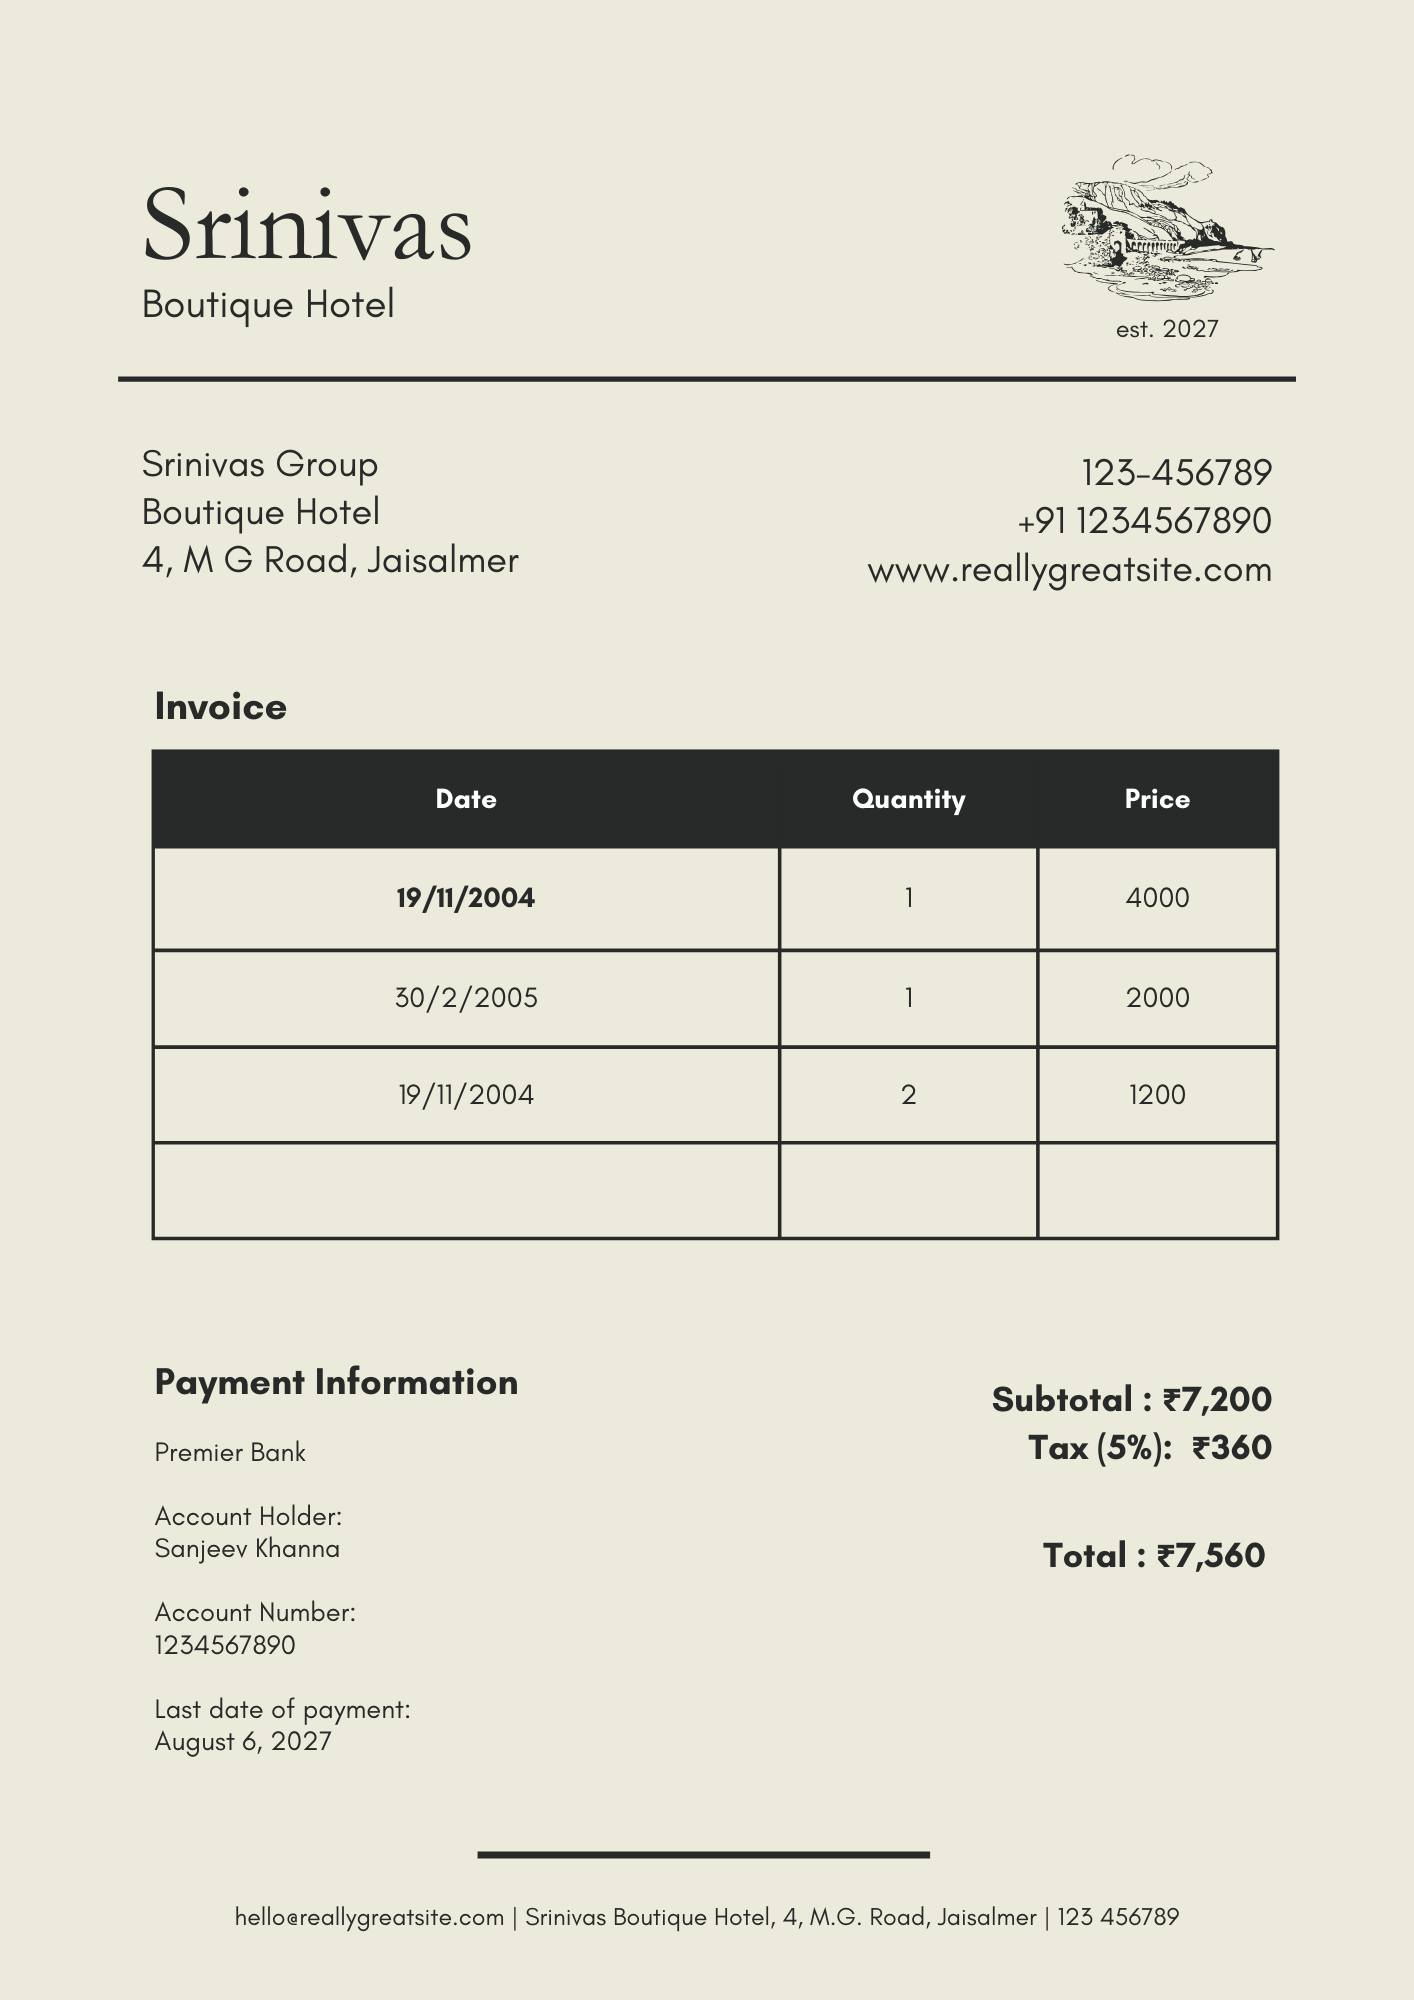 Srinivas
Boutique Hotel
est. 2027
Srinivas Group
Boutique Hotel
4, M G Road, Jaisalmer
123-456789
+91 1234567890
www.reallygreatsite.com
Invoice
Date Quantity Price
19/11/2004 1 4000
30/2/2005 1 2000
19/11/2004 2 1200
Payment Information
Premier Bank
Account Holder:
Sanjeev Khanna
Account Number:
1234567890
Last date of payment:
August 6, 2027
Subtotal : ₹7,200
Tax (5%): ₹360
Total : ₹7,560
hello@reallygreatsite.com | Srinivas Boutique Hotel, 4, M.G. Road, Jaisalmer | 123 456789